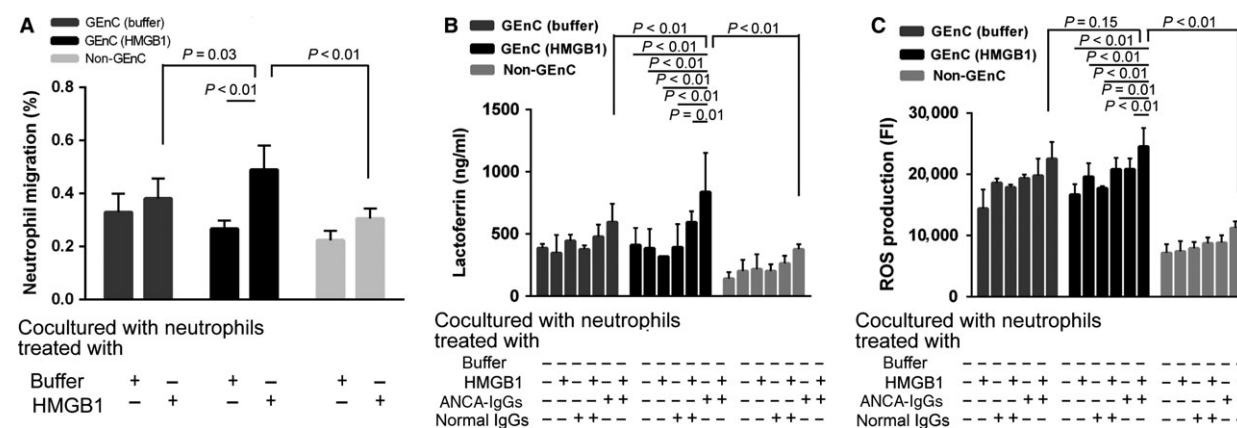 A
GEnC (buffer)
GEnC (HMGB1)
Non-GEnC
P = 0.03
P < 0.01
P < 0.01
Neutrophil migration (%)
0.8
0.6
0.4
0.2
0.0
Cocultured with neutrophils
treated with
Buffer + – + – + –
HMGB1 – + – + – +
B
GEnC (buffer)
GEnC (HMGB1)
Non-GEnC
P < 0.01
P < 0.01
P < 0.01
P < 0.01
P < 0.01
P < 0.01
P = 0.01
Lactoferrin (ng/ml)
1500
1000
500
0
Cocultured with neutrophils
treated with
Buffer – – – – – – – – – – – – – – – – – –
HMGB1 – + – + – + – + – + – + – + – + – +
ANCA-IgGs – – – – + + – – – – + + – – – – + +
Normal IgGs – – + + – – – – + + – – – – + + – –
C
GEnC (buffer)
GEnC (HMGB1)
Non-GEnC
P = 0.15
P < 0.01
P < 0.01
P < 0.01
P < 0.01
P = 0.01
P < 0.01
ROS production (FI)
30,000
20,000
10,000
0
Cocultured with neutrophils
treated with
Buffer
HMGB1
ANCA-IgGs
Normal IgGs